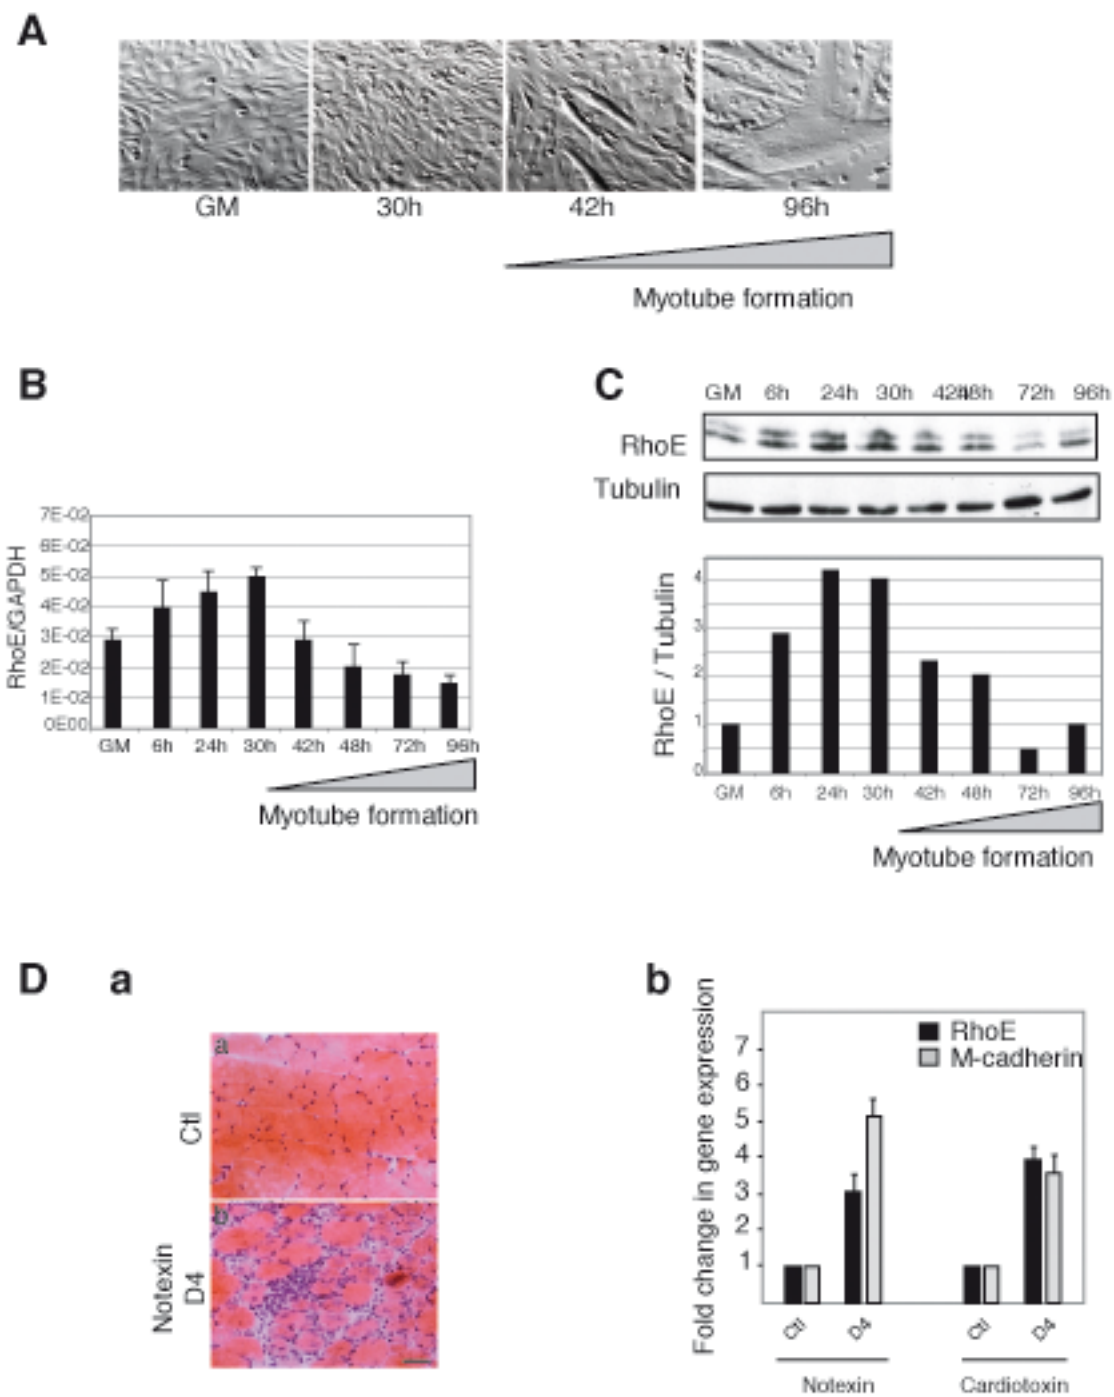 A
GM 30h 42h 96h
Myotube formation
B
RhoE/GAPDH
7E-02
6E-02
5E-02
4E-02
3E-02
2E-02
1E-02
0E00
GM 6h 24h 30h 42h 48h 72h 96h
Myotube formation
C
GM 6h 24h 30h 42h 48h 72h 96h
RhoE
Tubulin
RhoE / Tubulin
4
3
2
1
0
GM 6h 24h 30h 42h 48h 72h 96h
Myotube formation
D a
a
Ctl
b
Notexin
D4
b
Fold change in gene expression
RhoE
M-cadherin
7
6
5
4
3
2
1
Ctl D4 Ctl D4
Notexin Cardiotoxin